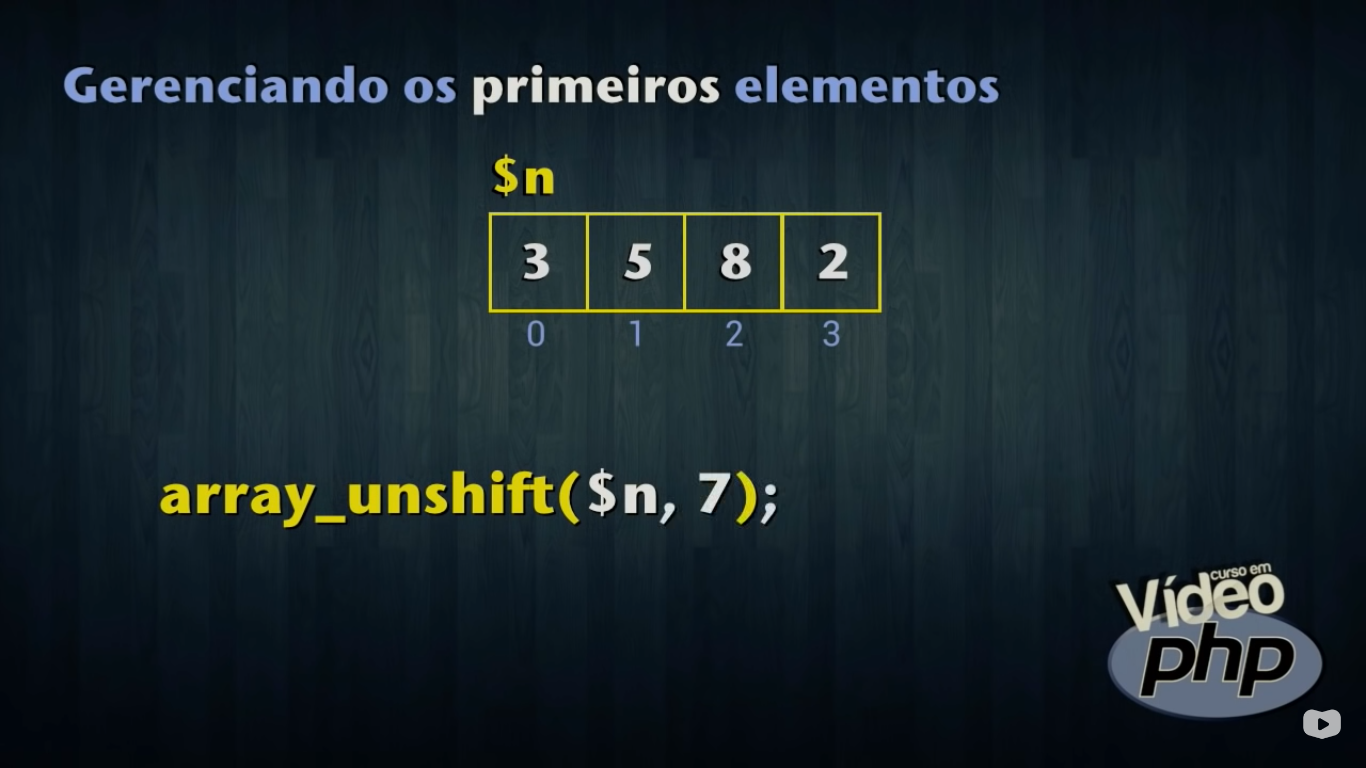 Gerenciando os primeiros elementos
$n
3 5 8 2
0 1 2 3
array_unshift($n, 7);
curso em
Vídeo
php